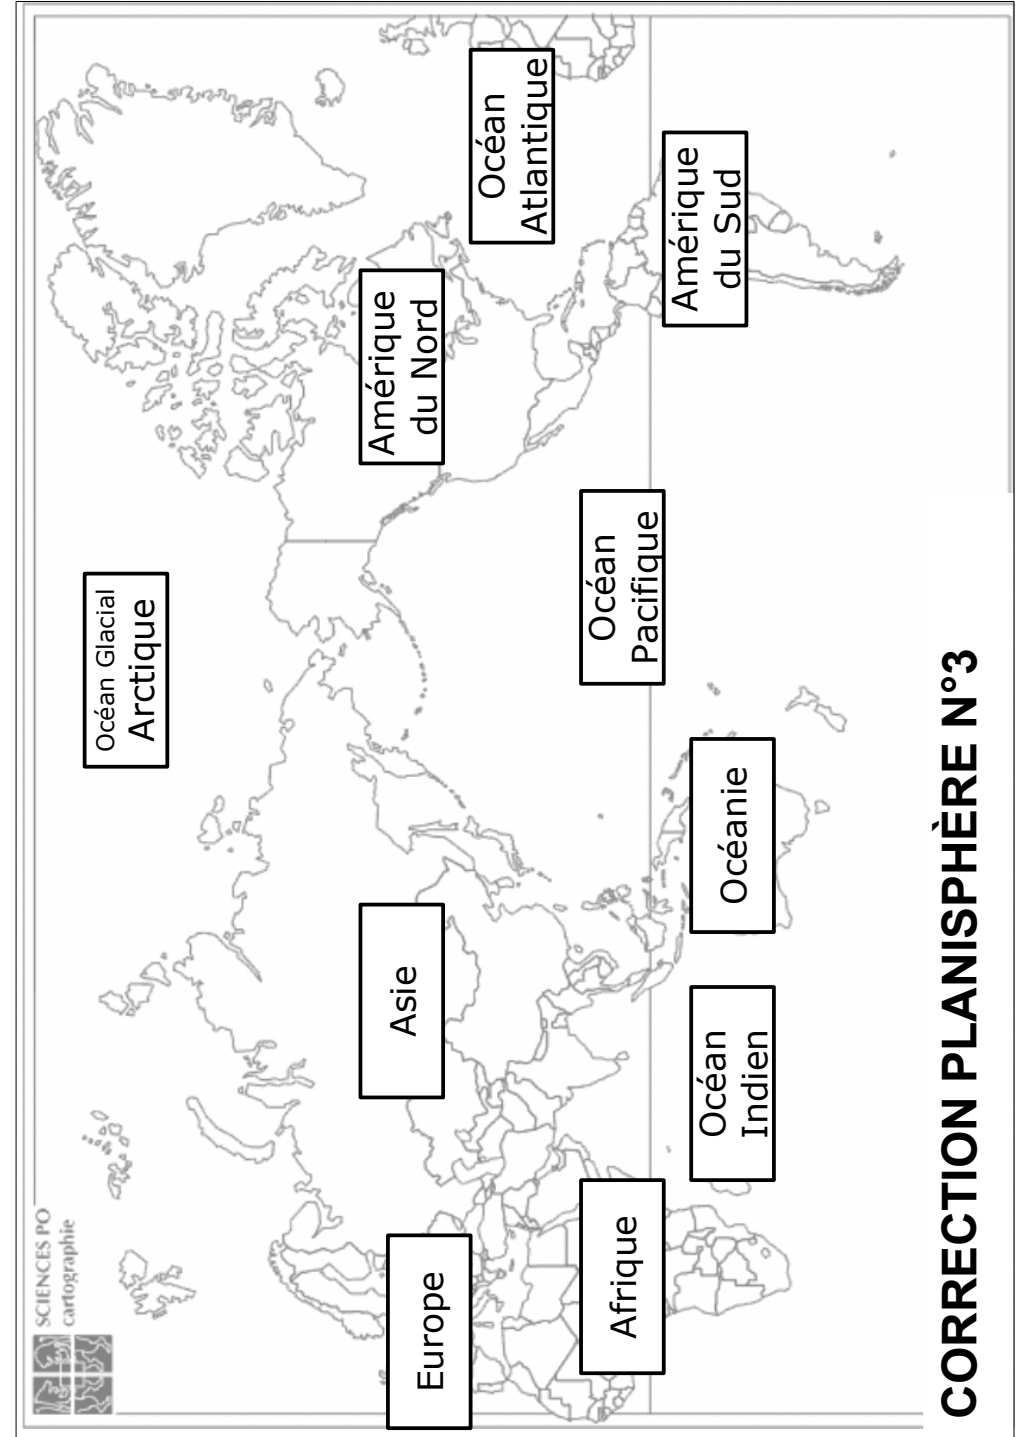 SCIENCES PO
cartographie
Océan Glacial
Arctique
Europe
Asie
Amérique
du Nord
Océan
Atlantique
Afrique
Océan
Pacifique
Océan
Indien
Océanie
Amérique
du Sud
CORRECTION PLANISPHÈRE N°3